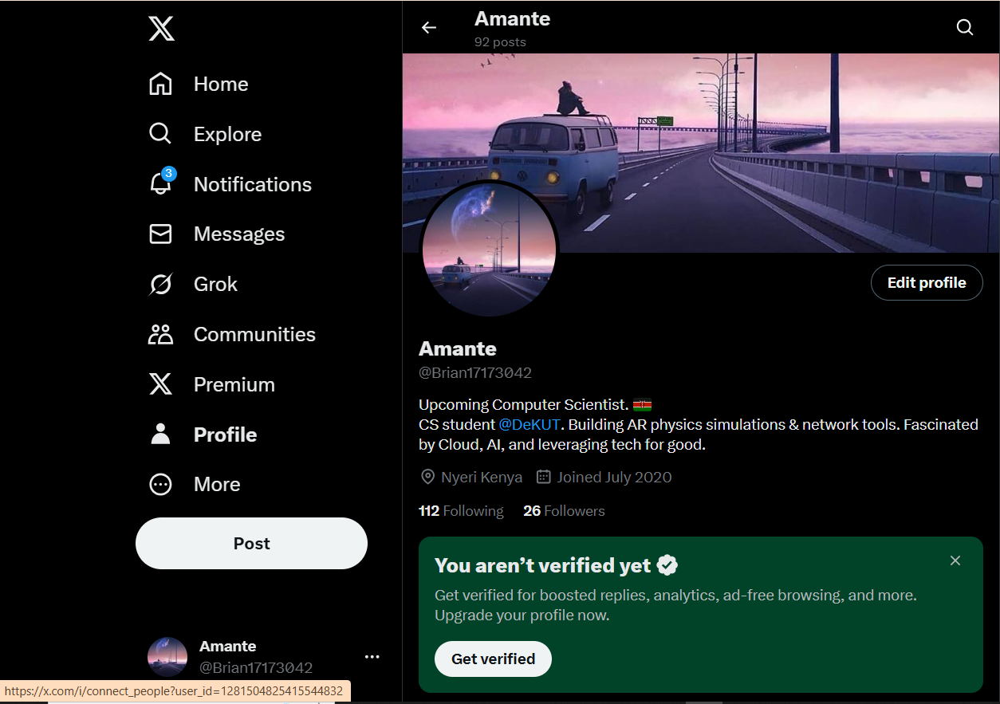 Home
Explore
3
Notifications
Messages
Grok
Communities
Premium
Profile
More
Post
Amante
@Brian17173042
https://x.com/i/connect_people?user_id=1281504825415544832
Amante
92 posts
Edit profile
Amante
@Brian17173042
Upcoming Computer Scientist. 🇰🇪
CS student @DeKUT. Building AR physics simulations & network tools. Fascinated
by Cloud, AI, and leveraging tech for good.
Nyeri Kenya Joined July 2020
112 Following 26 Followers
You aren’t verified yet
Get verified for boosted replies, analytics, ad-free browsing, and more.
Upgrade your profile now.
Get verified